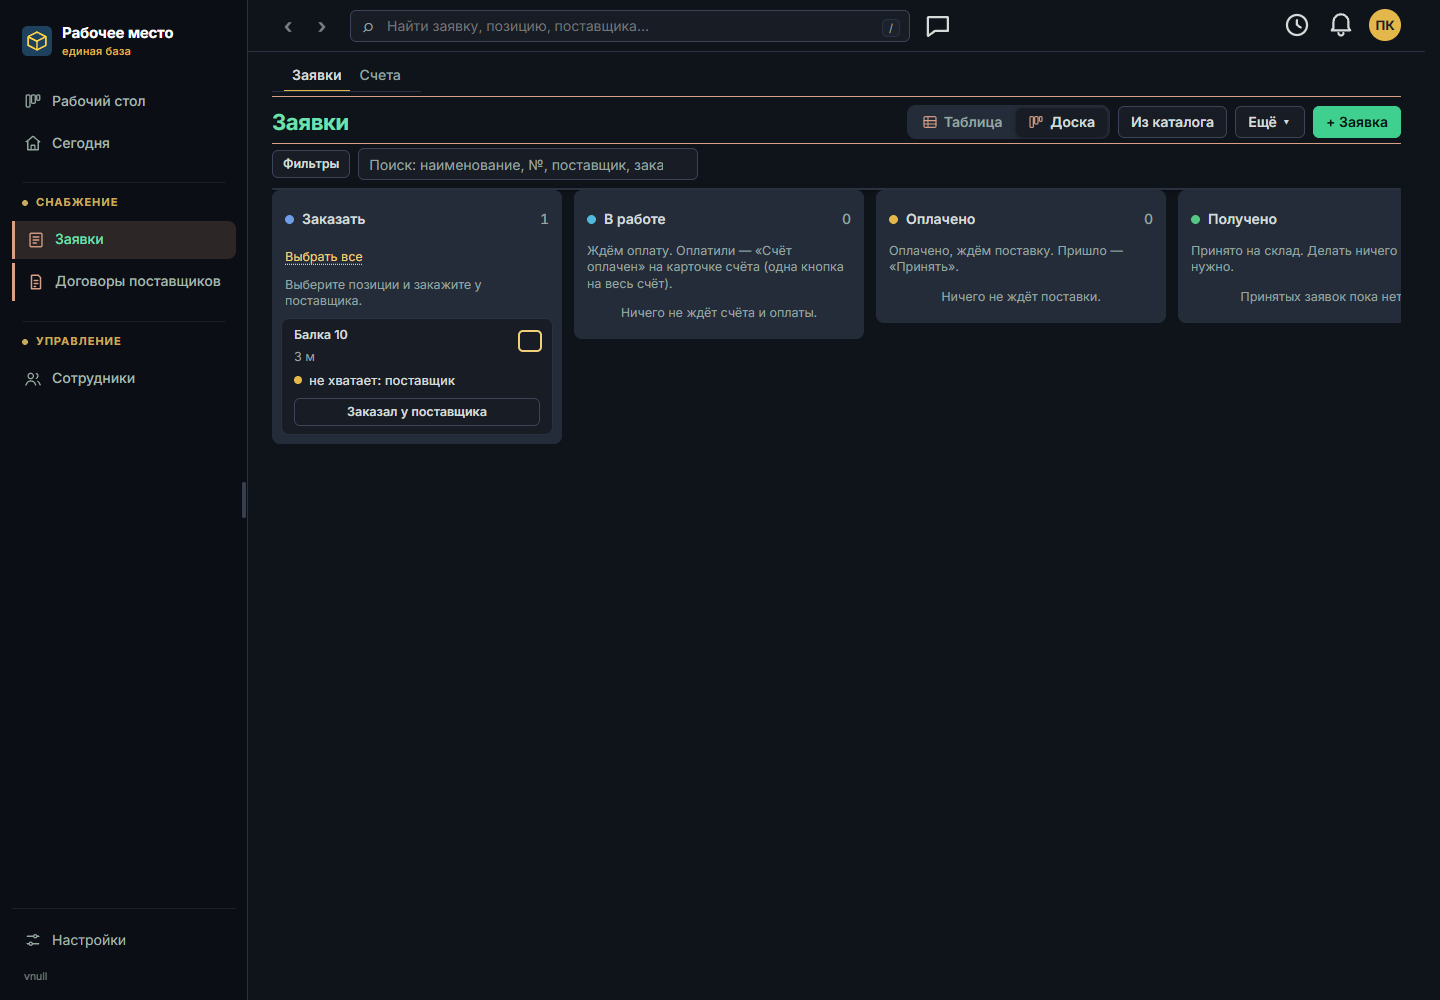 Рабочее место
единая база
Рабочий стол
Сегодня
СНАБЖЕНИЕ
Заявки
Договоры поставщиков
УПРАВЛЕНИЕ
Сотрудники
Настройки
vnull
Найти заявку, позицию, поставщика...
/
ПК
Заявки
Счета
Заявки
Таблица
Доска
Из каталога
Ещё
+ Заявка
Фильтры
Поиск: наименование, №, поставщик, зака
Заказать
1
Выбрать все
Выберите позиции и закажите у
поставщика.
Балка 10
3 м
не хватает: поставщик
Заказал у поставщика
В работе
0
Ждём оплату. Оплатили — «Счёт
оплачен» на карточке счёта (одна кнопка
на весь счёт).
Ничего не ждёт счёта и оплаты.
Оплачено
0
Оплачено, ждём поставку. Пришло —
«Принять».
Ничего не ждёт поставки.
Получено
Принято на склад. Делать ничего
нужно.
Принятых заявок пока нет